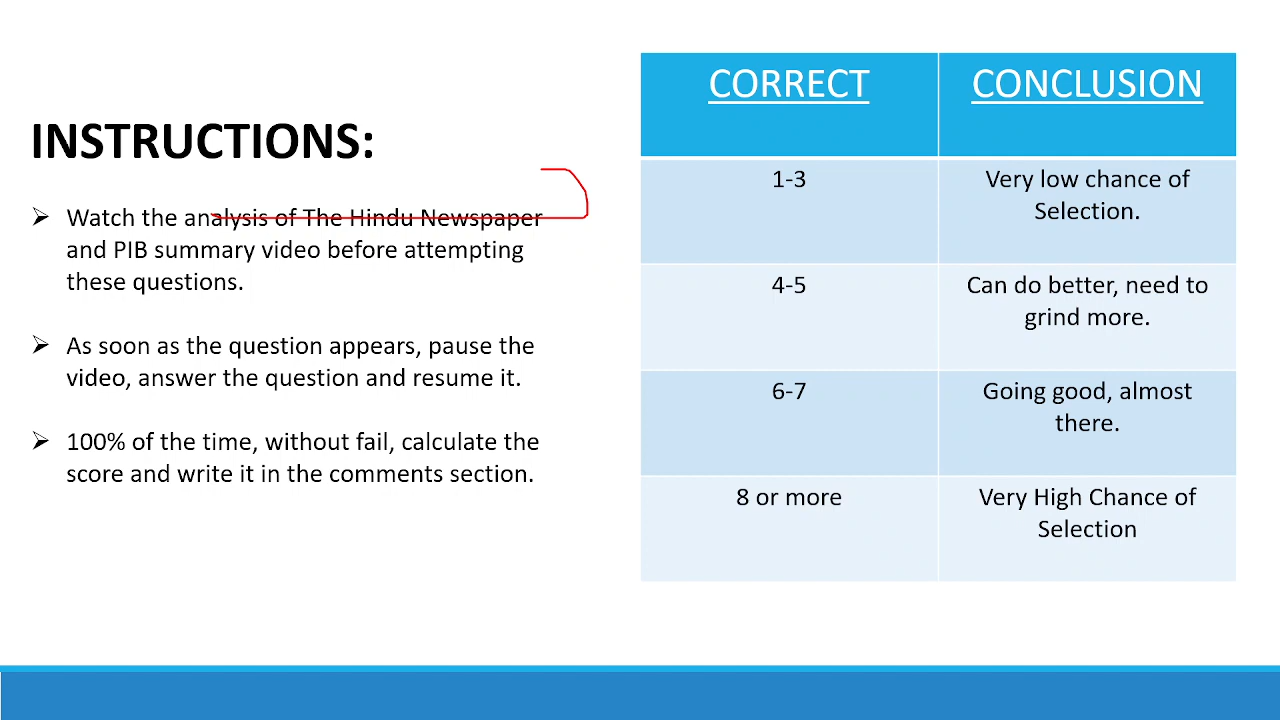 INSTRUCTIONS:
Watch the analysis of The Hindu Newspaper
and PIB summary video before attempting
these questions.
As soon as the question appears, pause the
video, answer the question and resume it.
100% of the time, without fail, calculate the
score and write it in the comments section.
CORRECT CONCLUSION
1-3 Very low chance of
Selection.
4-5 Can do better, need to
grind more.
6-7 Going good, almost
there.
8 or more Very High Chance of
Selection